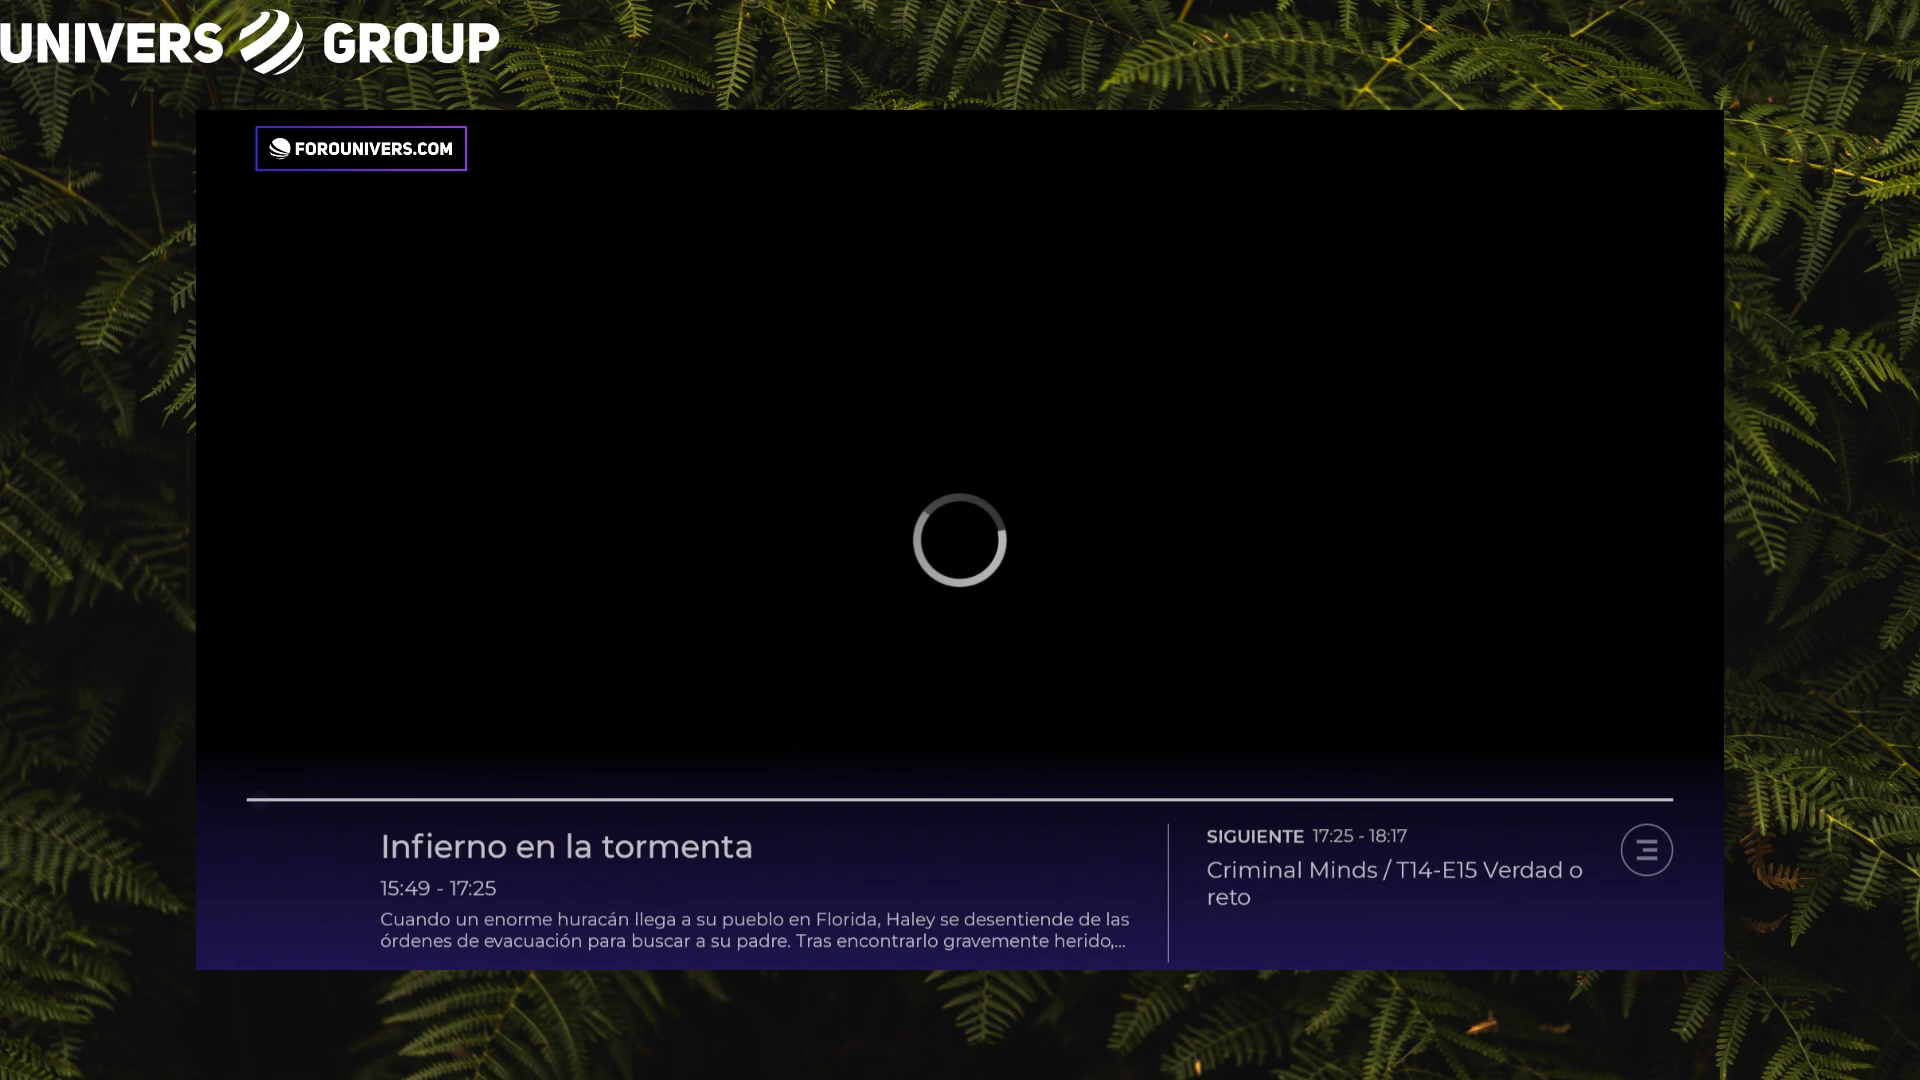 UNIVERS GROUP
FOROUNIVERS.COM
Infierno en la tormenta
15:49 - 17:25
Cuando un enorme huracán llega a su pueblo en Florida, Haley se desentiende de las
órdenes de evacuación para buscar a su padre. Tras encontrarlo gravemente herido,...
SIGUIENTE 17:25 - 18:17
Criminal Minds / T14-E15 Verdad o
reto